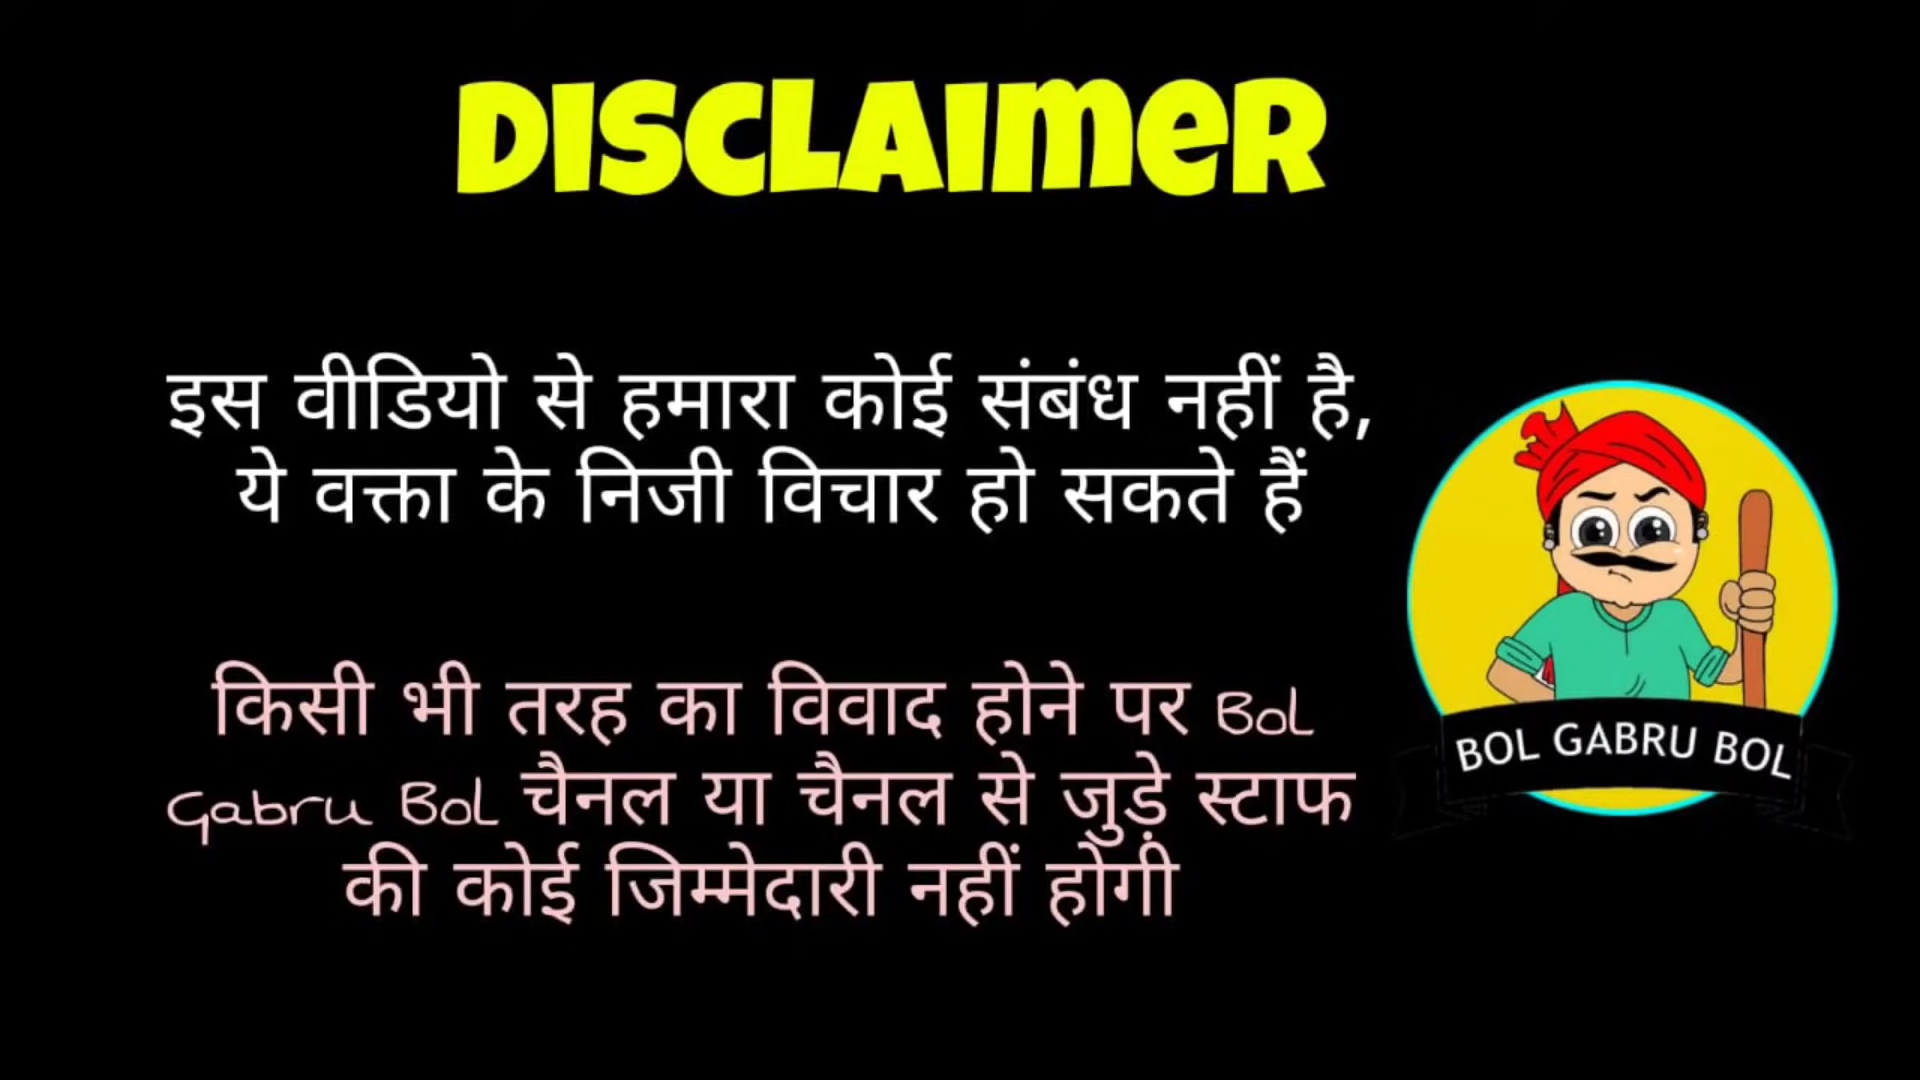 DISCLAIMER
इस वीडियो से हमारा कोई संबंध नहीं है,
ये वक्ता के निजी विचार हो सकते हैं
किसी भी तरह का विवाद होने पर Bol
Gabru Bol चैनल या चैनल से जुड़े स्टाफ
की कोई जिम्मेदारी नहीं होगी
BOL GABRU BOL